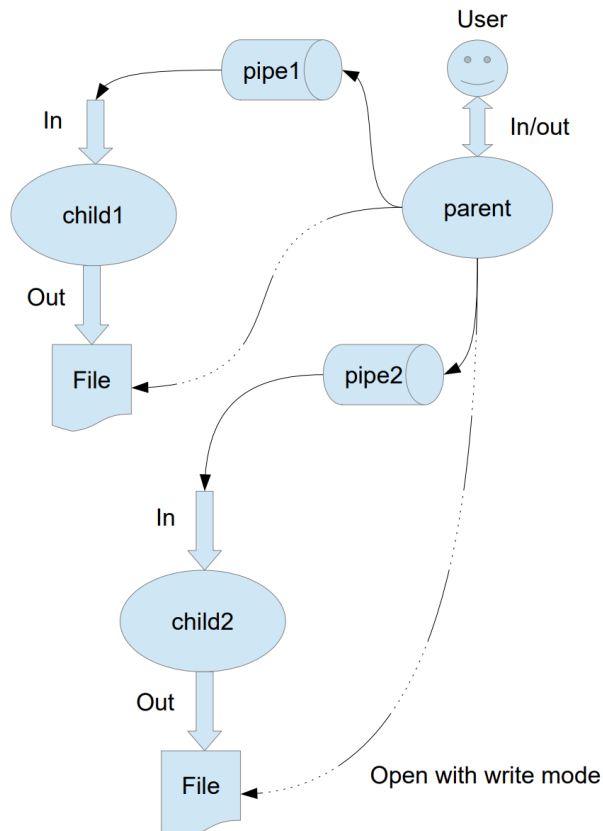 User
pipe1
In
In/out
child1
parent
Out
File
pipe2
In
child2
Out
File
Open with write mode